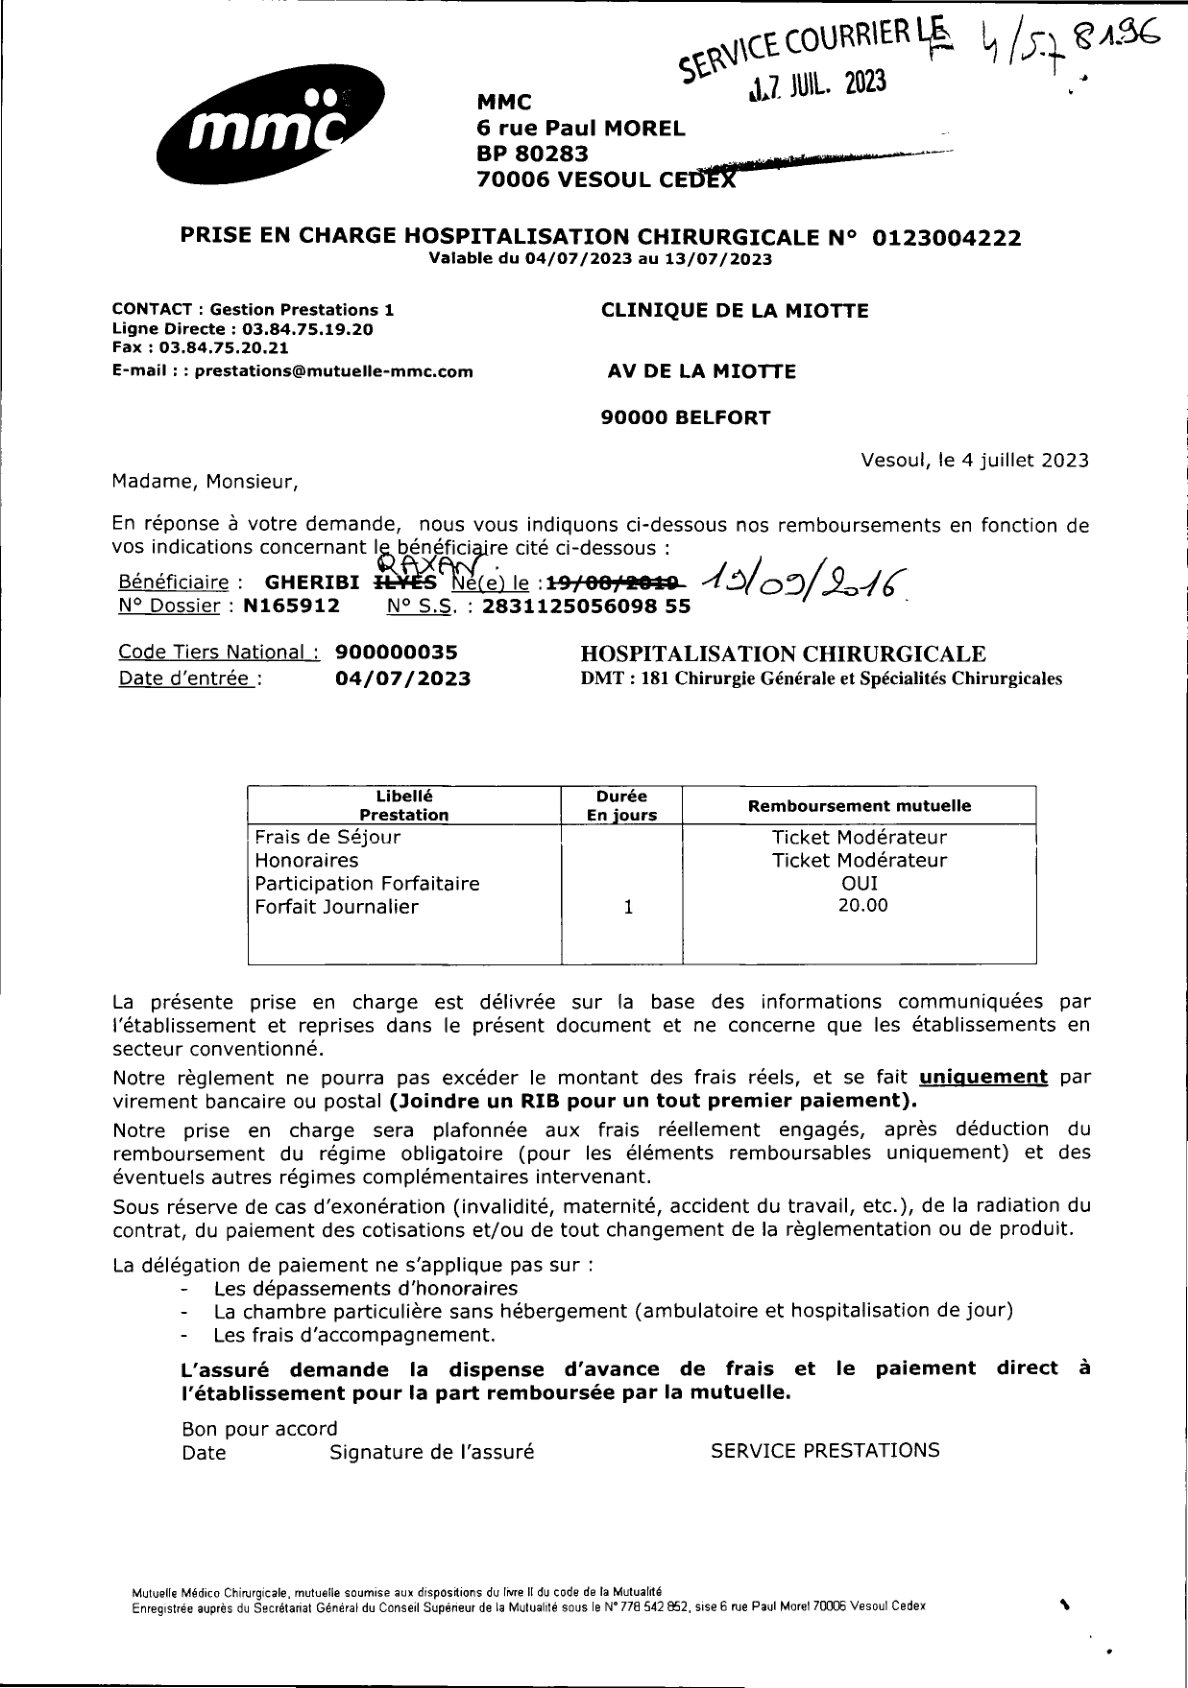 SERVICE COURRIER LE
4/5.7 8196
17 JUIL. 2023
mmc
MMC
6 rue Paul MOREL
BP 80283
70006 VESOUL CEDEX
PRISE EN CHARGE HOSPITALISATION CHIRURGICALE N° 0123004222
Valable du 04/07/2023 au 13/07/2023
CONTACT : Gestion Prestations 1
Ligne Directe : 03.84.75.19.20
Fax : 03.84.75.20.21
E-mail : : prestations@mutuelle-mmc.com
CLINIQUE DE LA MIOTTE
AV DE LA MIOTTE
90000 BELFORT
Vesoul, le 4 juillet 2023
Madame, Monsieur,
En réponse à votre demande, nous vous indiquons ci-dessous nos remboursements en fonction de
vos indications concernant le bénéficiaire cité ci-dessous :
RAYAN
Bénéficiaire : GHERIBI ILYES Né(e) le :19/08/2019 19/09/2016
N° Dossier : N165912 N° S.S. : 2831125056098 55
Code Tiers National : 900000035
Date d'entrée : 04/07/2023
HOSPITALISATION CHIRURGICALE
DMT : 181 Chirurgie Générale et Spécialités Chirurgicales
Libellé Prestation Durée En jours Remboursement mutuelle
Frais de Séjour Ticket Modérateur
Honoraires Ticket Modérateur
Participation Forfaitaire OUI
Forfait Journalier 1 20.00
La présente prise en charge est délivrée sur la base des informations communiquées par
l'établissement et reprises dans le présent document et ne concerne que les établissements en
secteur conventionné.
Notre règlement ne pourra pas excéder le montant des frais réels, et se fait uniquement par
virement bancaire ou postal (Joindre un RIB pour un tout premier paiement).
Notre prise en charge sera plafonnée aux frais réellement engagés, après déduction du
remboursement du régime obligatoire (pour les éléments remboursables uniquement) et des
éventuels autres régimes complémentaires intervenant.
Sous réserve de cas d'exonération (invalidité, maternité, accident du travail, etc.), de la radiation du
contrat, du paiement des cotisations et/ou de tout changement de la règlementation ou de produit.
La délégation de paiement ne s'applique pas sur :
- Les dépassements d'honoraires
- La chambre particulière sans hébergement (ambulatoire et hospitalisation de jour)
- Les frais d'accompagnement.
L'assuré demande la dispense d'avance de frais et le paiement direct à
l'établissement pour la part remboursée par la mutuelle.
Bon pour accord
Date Signature de l'assuré SERVICE PRESTATIONS
Mutuelle Médico Chirurgicale, mutuelle soumise aux dispositions du livre II du code de la Mutualité
Enregistrée auprès du Secrétariat Général du Conseil Supérieur de la Mutualité sous le N° 778 542 852, sise 6 rue Paul Morel 70006 Vesoul Cedex